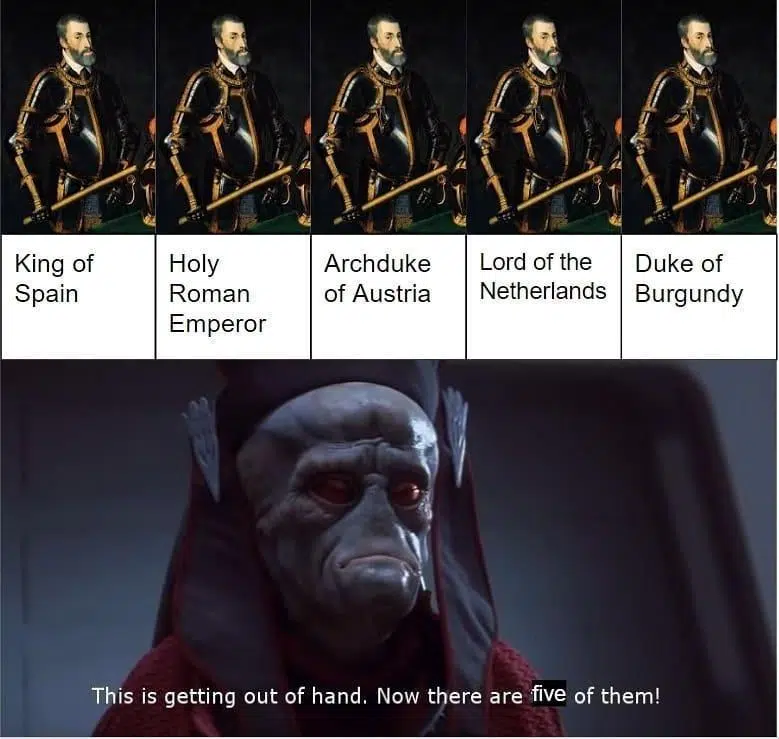 King of
Spain
Holy
Roman
Emperor
Archduke
of Austria
Lord of the
Netherlands
Duke of
Burgundy
This is getting out of hand. Now there are five of them!